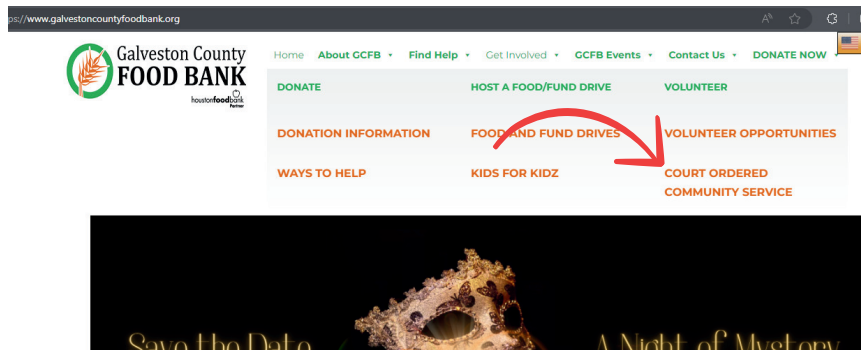 ps://www.galvestoncountyfoodbank.org
Galveston County
FOOD BANK
houstonfoodbank
Partner
Home About GCFB Find Help Get Involved GCFB Events Contact Us DONATE NOW
DONATE HOST A FOOD/FUND DRIVE VOLUNTEER
DONATION INFORMATION FOOD AND FUND DRIVES VOLUNTEER OPPORTUNITIES
WAYS TO HELP KIDS FOR KIDZ COURT ORDERED
COMMUNITY SERVICE
Save the Date A Night of Mystery